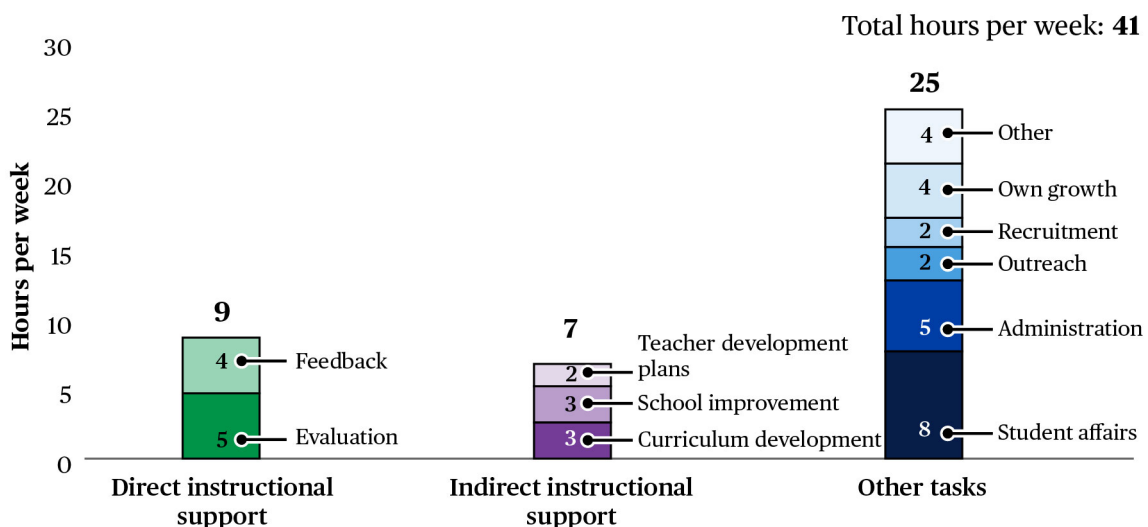 Total hours per week: 41
Hours per week
30
25
20
15
10
5
0
9
4
Feedback
5
Evaluation
Direct instructional
support
7
2
Teacher development
plans
3
School improvement
3
Curriculum development
Indirect instructional
support
25
4
Other
4
Own growth
2
Recruitment
2
Outreach
5
Administration
8
Student affairs
Other tasks